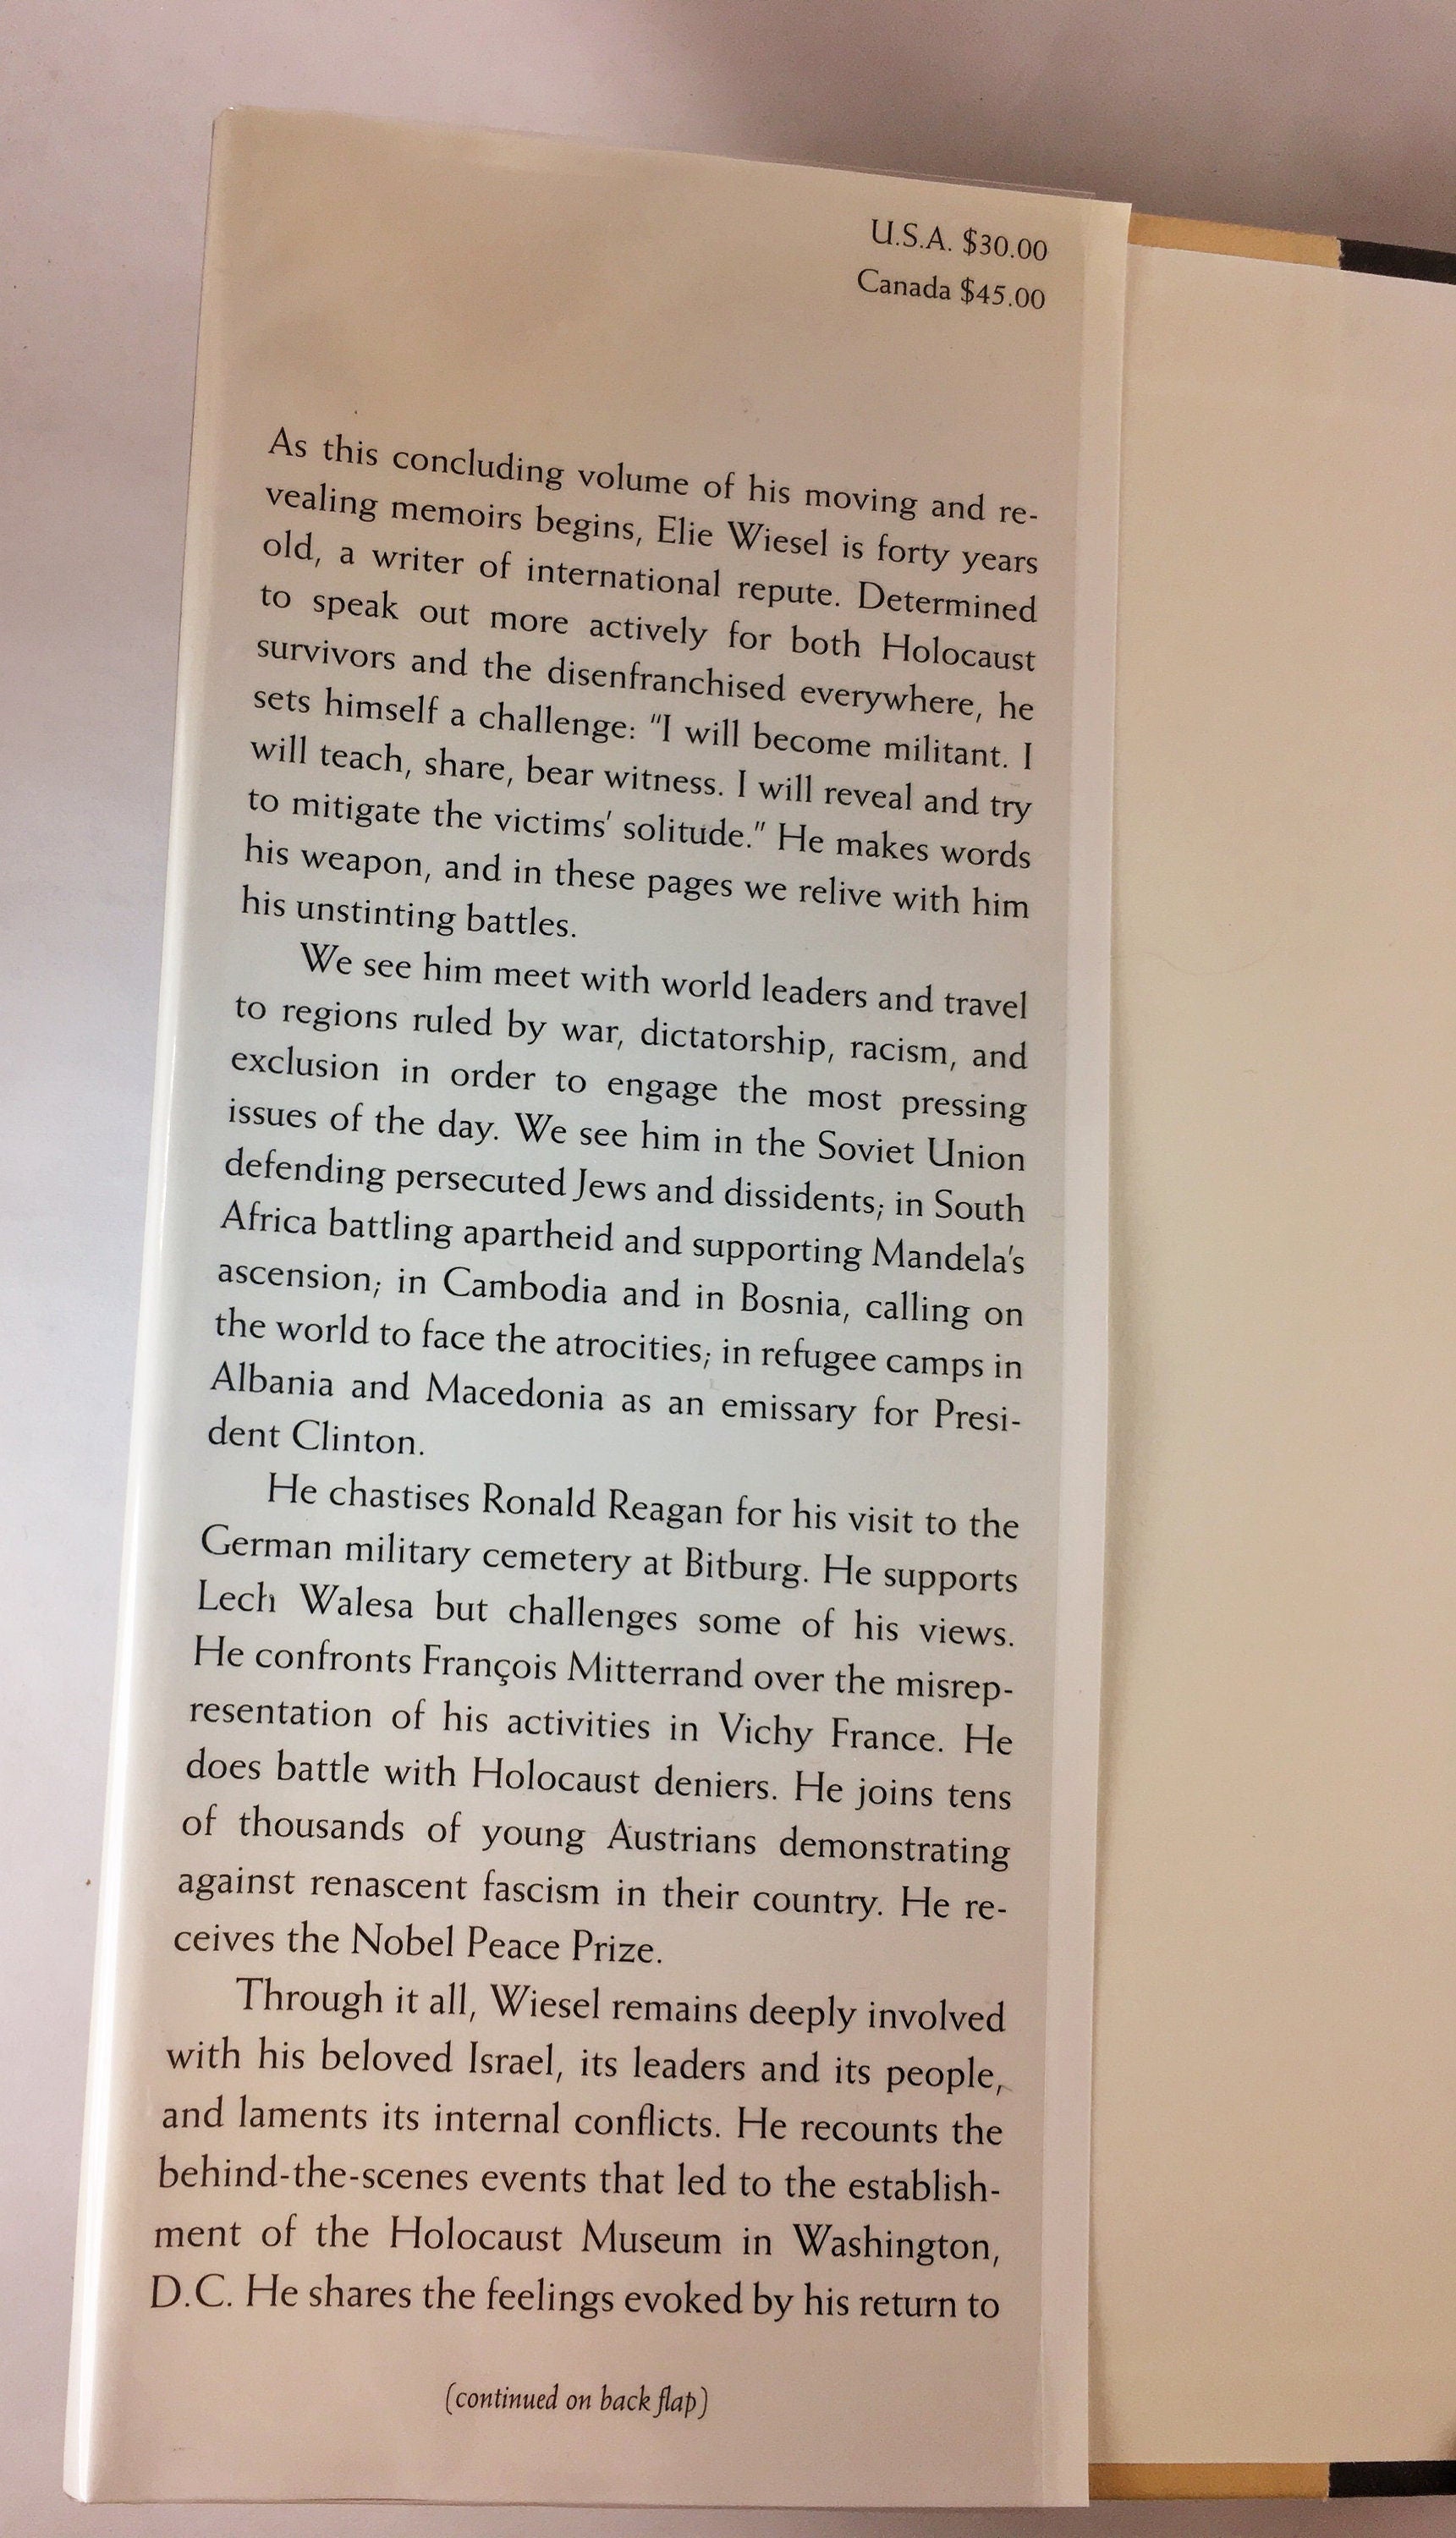 U.S.A. $30.00
Canada $45.00
As this concluding volume of his moving and re-
vealing memoirs begins, Elie Wiesel is forty years
old, a writer of international repute. Determined
to speak out more actively for both Holocaust
survivors and the disenfranchised everywhere, he
sets himself a challenge: "I will become militant. I
will teach, share, bear witness. I will reveal and try
to mitigate the victims' solitude." He makes words
his weapon, and in these pages we relive with him
his unstinting battles.
We see him meet with world leaders and travel
to regions ruled by war, dictatorship, racism, and
exclusion in order to engage the most pressing
issues of the day. We see him in the Soviet Union
defending persecuted Jews and dissidents; in South
Africa battling apartheid and supporting Mandela's
ascension; in Cambodia and in Bosnia, calling on
the world to face the atrocities; in refugee camps in
Albania and Macedonia as an emissary for Presi-
dent Clinton.
He chastises Ronald Reagan for his visit to the
German military cemetery at Bitburg. He supports
Lech Walesa but challenges some of his views.
He confronts François Mitterrand over the misrep-
resentation of his activities in Vichy France. He
does battle with Holocaust deniers. He joins tens
of thousands of young Austrians demonstrating
against renascent fascism in their country. He re-
ceives the Nobel Peace Prize.
Through it all, Wiesel remains deeply involved
with his beloved Israel, its leaders and its people,
and laments its internal conflicts. He recounts the
behind-the-scenes events that led to the establish-
ment of the Holocaust Museum in Washington,
D.C. He shares the feelings evoked by his return to
(continued on back flap)